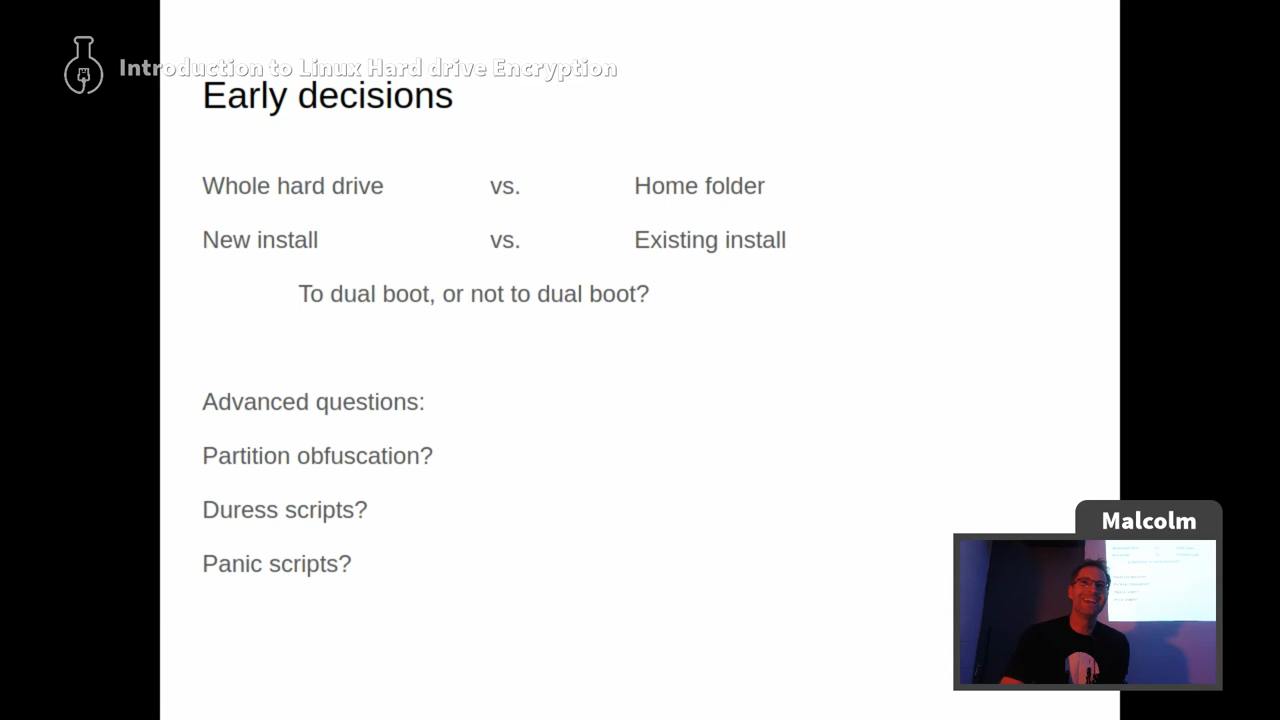 Introduction to Linux Hard drive Encryption
Early decisions
Whole hard drive vs. Home folder
New install vs. Existing install
To dual boot, or not to dual boot?
Advanced questions:
Partition obfuscation?
Duress scripts?
Panic scripts?
Malcolm